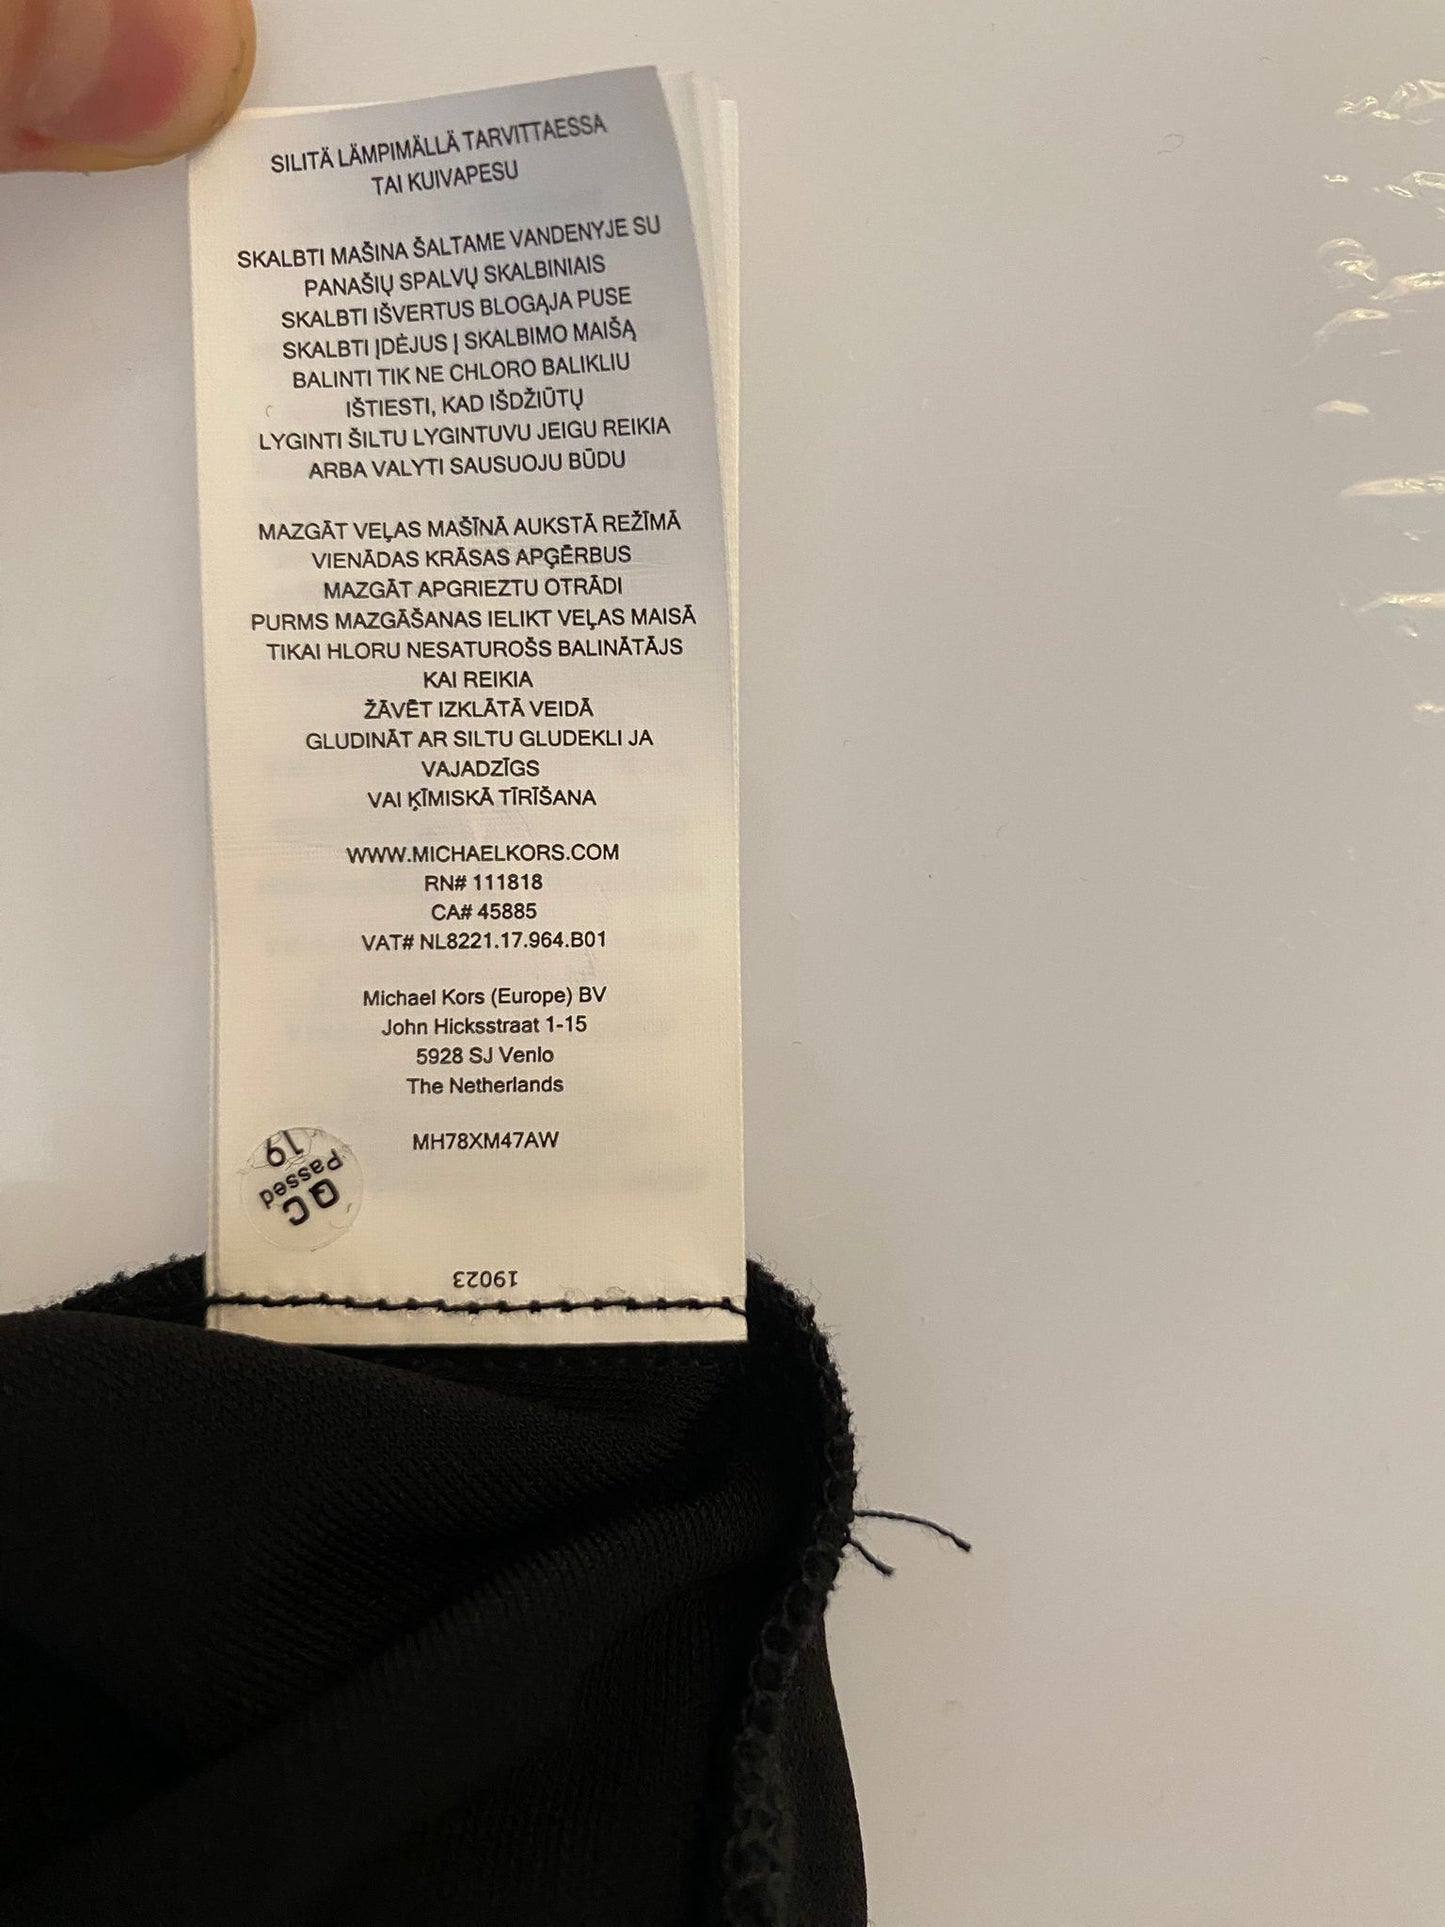 SILITÄ LÄMPIMÄLLÄ TARVITTAESSA
TAI KUIVAPESU
SKALBTI MAŠINA ŠALTAME VANDENYJE SU
PANAŠIŲ SPALVŲ SKALBINIAIS
SKALBTI IŠVERTUS BLOGĄJA PUSE
SKALBTI ĮDĖJUS Į SKALBIMO MAIŠĄ
BALINTI TIK NE CHLORO BALIKLIU
IŠTIESTI, KAD IŠDŽIŪTŲ
LYGINTI ŠILTU LYGINTUVU JEIGU REIKIA
ARBA VALYTI SAUSUOJU BŪDU
MAZGĀT VEĻAS MAŠĪNĀ AUKSTĀ REŽĪMĀ
VIENĀDAS KRĀSAS APĢĒRBUS
MAZGĀT APGRIEZTU OTRĀDI
PURMS MAZGĀŠANAS IELIKT VEĻAS MAISĀ
TIKAI HLORU NESATUROŠS BALINĀTĀJS
KAI REIKIA
ŽĀVĒT IZKLĀTĀ VEIDĀ
GLUDINĀT AR SILTU GLUDEKLI JA
VAJADZĪGS
VAI ĶĪMISKĀ TĪRĪŠANA
WWW.MICHAELKORS.COM
RN# 111818
CA# 45885
VAT# NL8221.17.964.B01
Michael Kors (Europe) BV
John Hicksstraat 1-15
5928 SJ Venlo
The Netherlands
MH78XM47AW
QC
Passed
19
19023